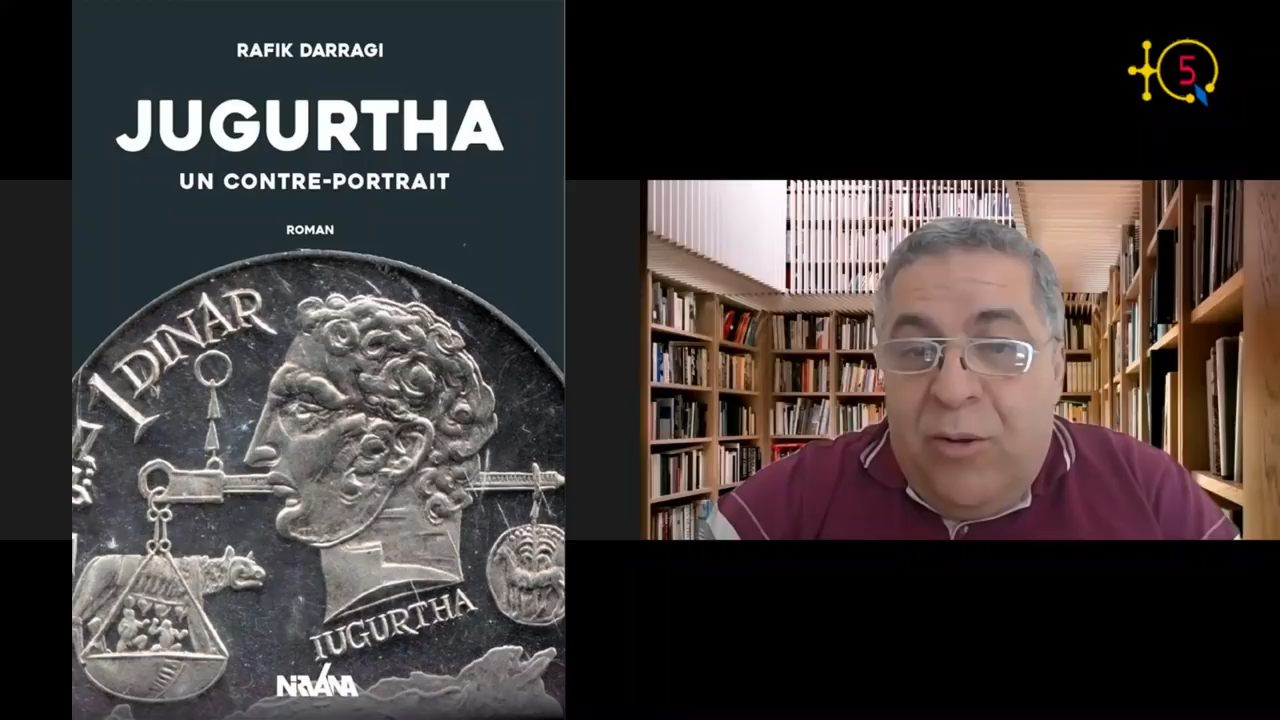 RAFIK DARRAGI
JUGURTHA
UN CONTRE-PORTRAIT
ROMAN
1 DINAR
IUGURTHA
NIRVANA
5